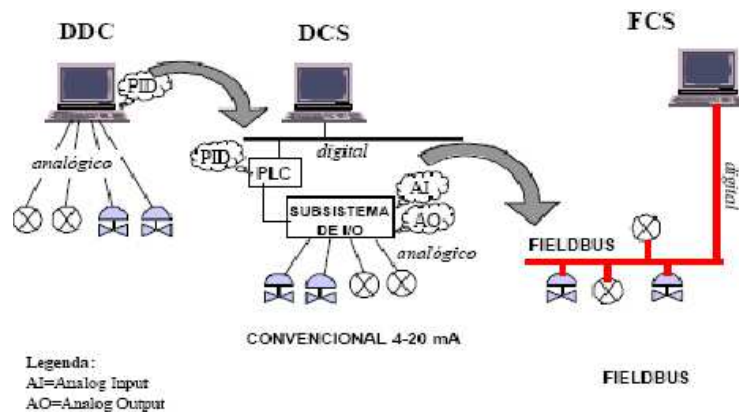 DDC
DCS
FCS
PID
analógico
digital
PID
PLC
AI
AO
SUBSISTEMA
DE I/O
analógico
digital
FIELDBUS
CONVENCIONAL 4-20 mA
FIELDBUS
Legenda:
AI=Analog Input
AO=Analog Output